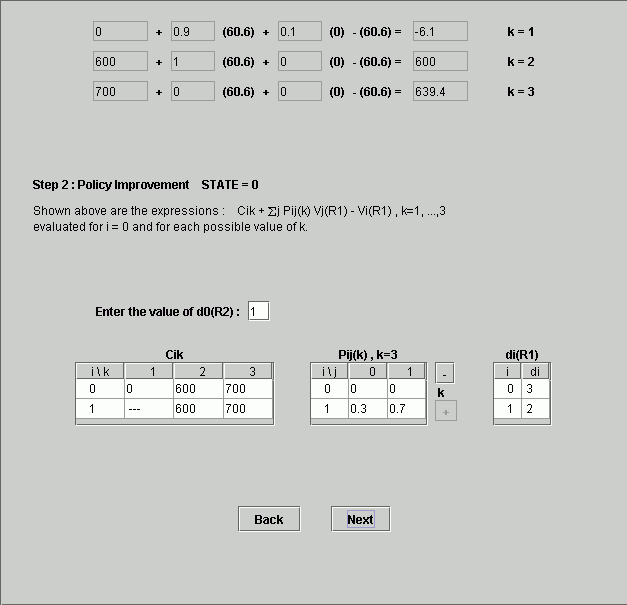 0 + 0.9 (60.6) + 0.1 (0) - (60.6) = -6.1 k = 1
600 + 1 (60.6) + 0 (0) - (60.6) = 600 k = 2
700 + 0 (60.6) + 0 (0) - (60.6) = 639.4 k = 3
Step 2 : Policy Improvement STATE = 0
Shown above are the expressions : Cik + Σj Pij(k) Vj(R1) - Vi(R1) , k=1, ...,3
evaluated for i = 0 and for each possible value of k.
Enter the value of d0(R2) : 1
Cik Pij(k) , k=3 di(R1)
i \ k 1 2 3 i \ j 0 1 - i di
0 0 600 700 0 0 0 k 0 3
1 --- 600 700 1 0.3 0.7 + 1 2
Back Next